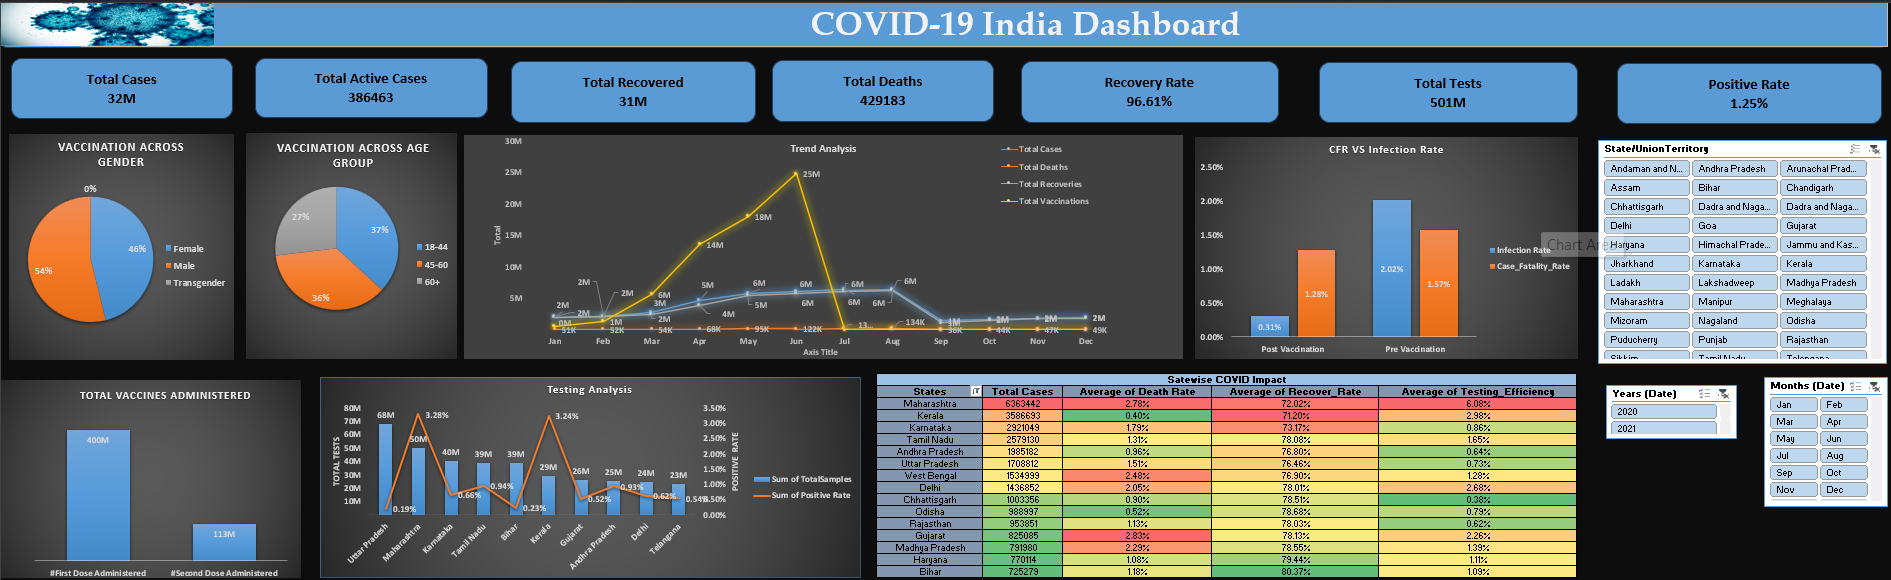 COVID-19 India Dashboard
Total Cases
32M
Total Active Cases
386463
Total Recovered
31M
Total Deaths
429183
Recovery Rate
96.61%
Total Tests
501M
Positive Rate
1.25%
VACCINATION ACROSS
GENDER
0%
46%
54%
Female
Male
Transgender
VACCINATION ACROSS AGE
GROUP
27%
37%
36%
18-44
45-60
60+
Trend Analysis
Total Cases
Total Deaths
Total Recoveries
Total Vaccinations
30M
25M
20M
15M
10M
5M
Total
25M
18M
14M
6M
2M
2M
2M
2M
0M
51K
1M
52K
3M
2M
54K
5M
4M
68K
6M
5M
95K
6M
6M
122K
6M
6M
13...
6M
6M
134K
1M
36K
2M
44K
2M
47K
2M
49K
Jan Feb Mar Apr May Jun Jul Aug Sep Oct Nov Dec
Axis Title
CFR VS Infection Rate
2.50%
2.00%
1.50%
1.00%
0.50%
0.00%
0.31%
1.28%
2.02%
1.57%
Post Vaccination Pre Vaccination
Infection Rate
Case_Fatality_Rate
Chart Area
State/UnionTerritory
Andaman and N... Andhra Pradesh Arunachal Prad...
Assam Bihar Chandigarh
Chhattisgarh Dadra and Naga... Dadra and Naga...
Delhi Goa Gujarat
Haryana Himachal Prade... Jammu and Kas...
Jharkhand Karnataka Kerala
Ladakh Lakshadweep Madhya Pradesh
Maharashtra Manipur Meghalaya
Mizoram Nagaland Odisha
Puducherry Punjab Rajasthan
Sikkim Tamil Nadu Telangana
TOTAL VACCINES ADMINISTERED
400M
113M
#First Dose Administered #Second Dose Administered
Testing Analysis
80M
70M
60M
50M
40M
30M
20M
10M
TOTAL TESTS
68M
50M
40M
39M
39M
29M
26M
25M
24M
23M
0.19%
3.28%
0.66%
0.94%
0.23%
3.24%
0.52%
0.93%
0.62%
0.54%
3.50%
3.00%
2.50%
2.00%
1.50%
1.00%
0.50%
0.00%
POSITIVE RATE
Uttar Pradesh
Maharashtra
Karnataka
Tamil Nadu
Bihar
Kerala
Gujarat
Andhra Pradesh
Delhi
Telangana
Sum of TotalSamples
Sum of Positive Rate
Satewise COVID Impact
States Total Cases Average of Death Rate Average of Recover_Rate Average of Testing_Efficiency
Maharashtra 6363442 2.78% 72.02% 6.08%
Kerala 3586693 0.40% 71.20% 2.98%
Karnataka 2921049 1.79% 73.17% 0.86%
Tamil Nadu 2579130 1.31% 78.08% 1.65%
Andhra Pradesh 1985182 0.96% 76.80% 0.64%
Uttar Pradesh 1708812 1.51% 76.46% 0.73%
West Bengal 1534999 2.48% 76.90% 1.28%
Delhi 1436852 2.05% 78.01% 2.68%
Chhattisgarh 1003356 0.90% 78.51% 0.38%
Odisha 988997 0.52% 78.68% 0.79%
Rajasthan 953851 1.13% 78.03% 0.62%
Gujarat 825085 2.83% 78.13% 2.26%
Madhya Pradesh 791980 2.29% 78.55% 1.39%
Haryana 770114 1.08% 79.44% 1.11%
Bihar 725279 1.18% 80.37% 1.09%
Years (Date)
2020
2021
Months (Date)
Jan Feb
Mar Apr
May Jun
Jul Aug
Sep Oct
Nov Dec